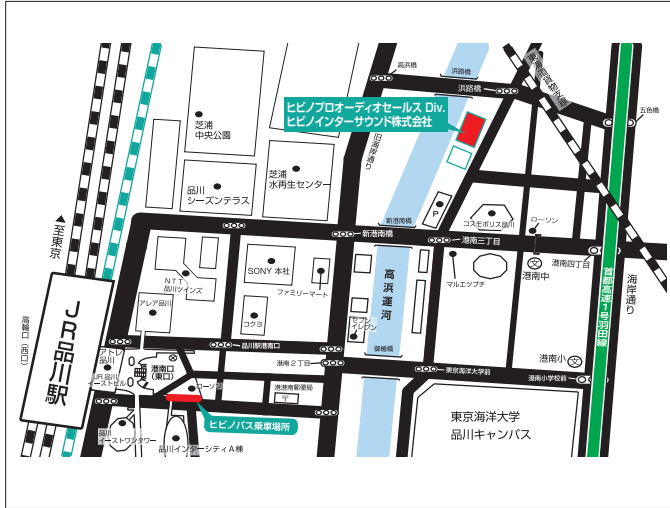 高浜橋
浜路橋
浜路橋
五色橋
ヒビノプロオーディオセールス Div.
ヒビノインターサウンド株式会社
旧海岸通り
芝浦
中央公園
品川
シーズンテラス
芝浦
水再生センター
P
コスモポリス品川
ローソン
新港南橋
新港南橋
港南三丁目
港南四丁目
文
港南中
至東京
NTT
品川ツインズ
SONY 本社
ファミリーマート
アレア品川
コクヨ
高浜運河
マルエツプチ
セブン
イレブン
御楯橋
首都高速1号羽田線
海岸通り
JR品川駅
高輪口(西口)
品川駅港南口
港南2丁目
東京海洋大学前
港南小学校前
港南小
文
アトレ
品川
JR品川
イーストビル
港南口
(東口)
ローソン
港港南郵便局
〒
ヒビノバス乗車場所
品川
イーストワンタワー
品川インターシティA棟
東京海洋大学
品川キャンパス